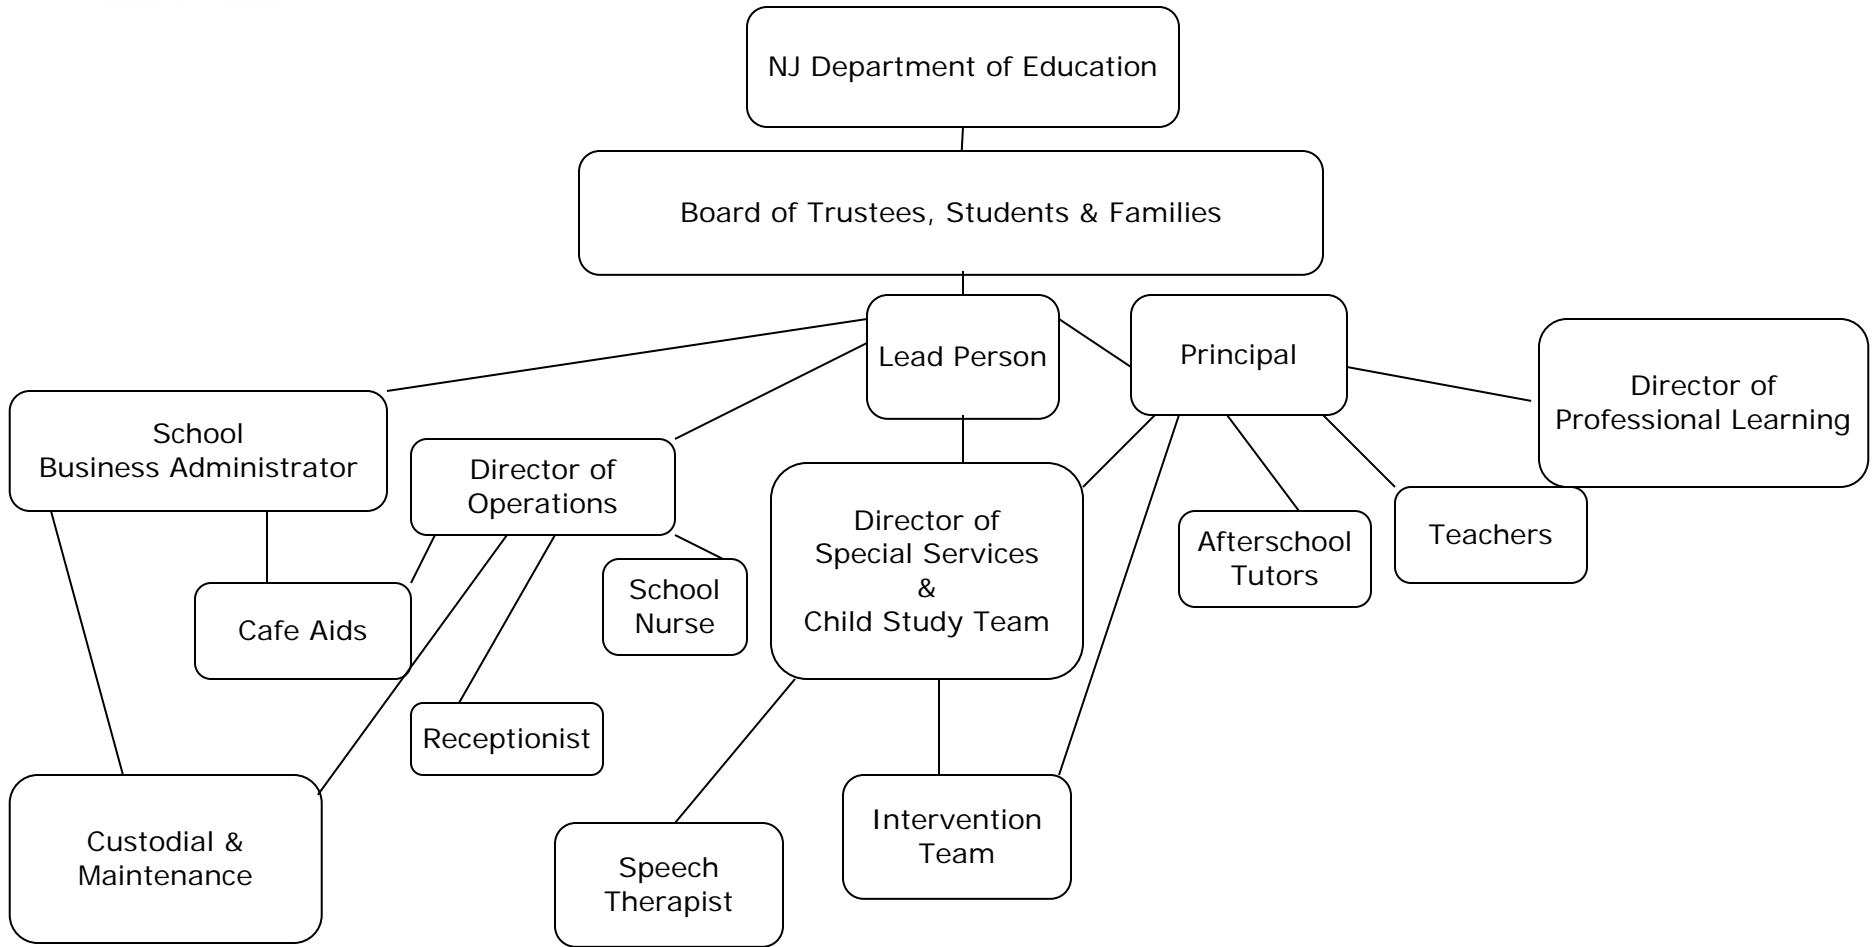 NJ Department of Education
Board of Trustees, Students & Families
Lead Person
Principal
Director of
Professional Learning
School
Business Administrator
Director of
Operations
Director of
Special Services
&
Child Study Team
Afterschool
Tutors
Teachers
School
Nurse
Cafe Aids
Receptionist
Custodial &
Maintenance
Speech
Therapist
Intervention
Team